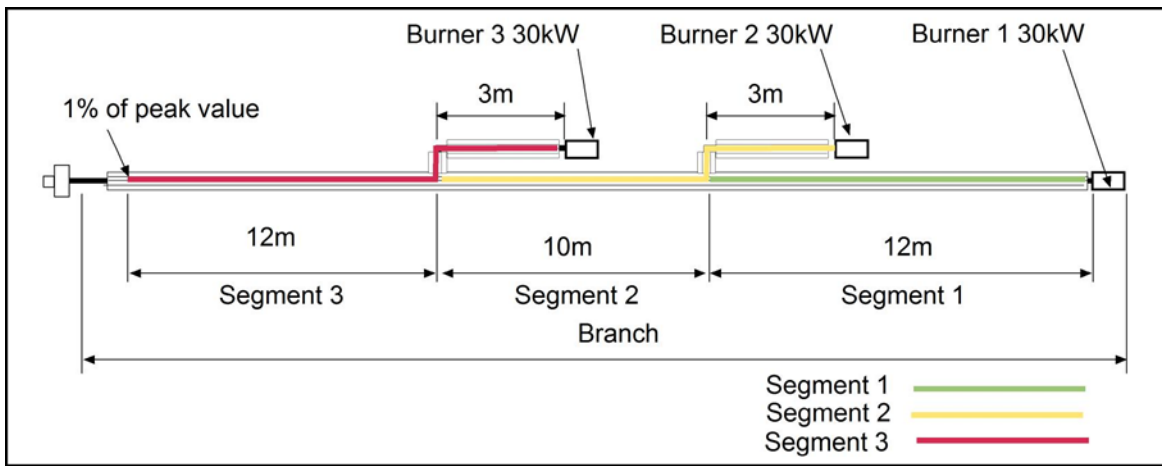 Burner 3 30kW
Burner 2 30kW
Burner 1 30kW
3m
3m
1% of peak value
12m
10m
12m
Segment 3
Segment 2
Segment 1
Branch
Segment 1
Segment 2
Segment 3